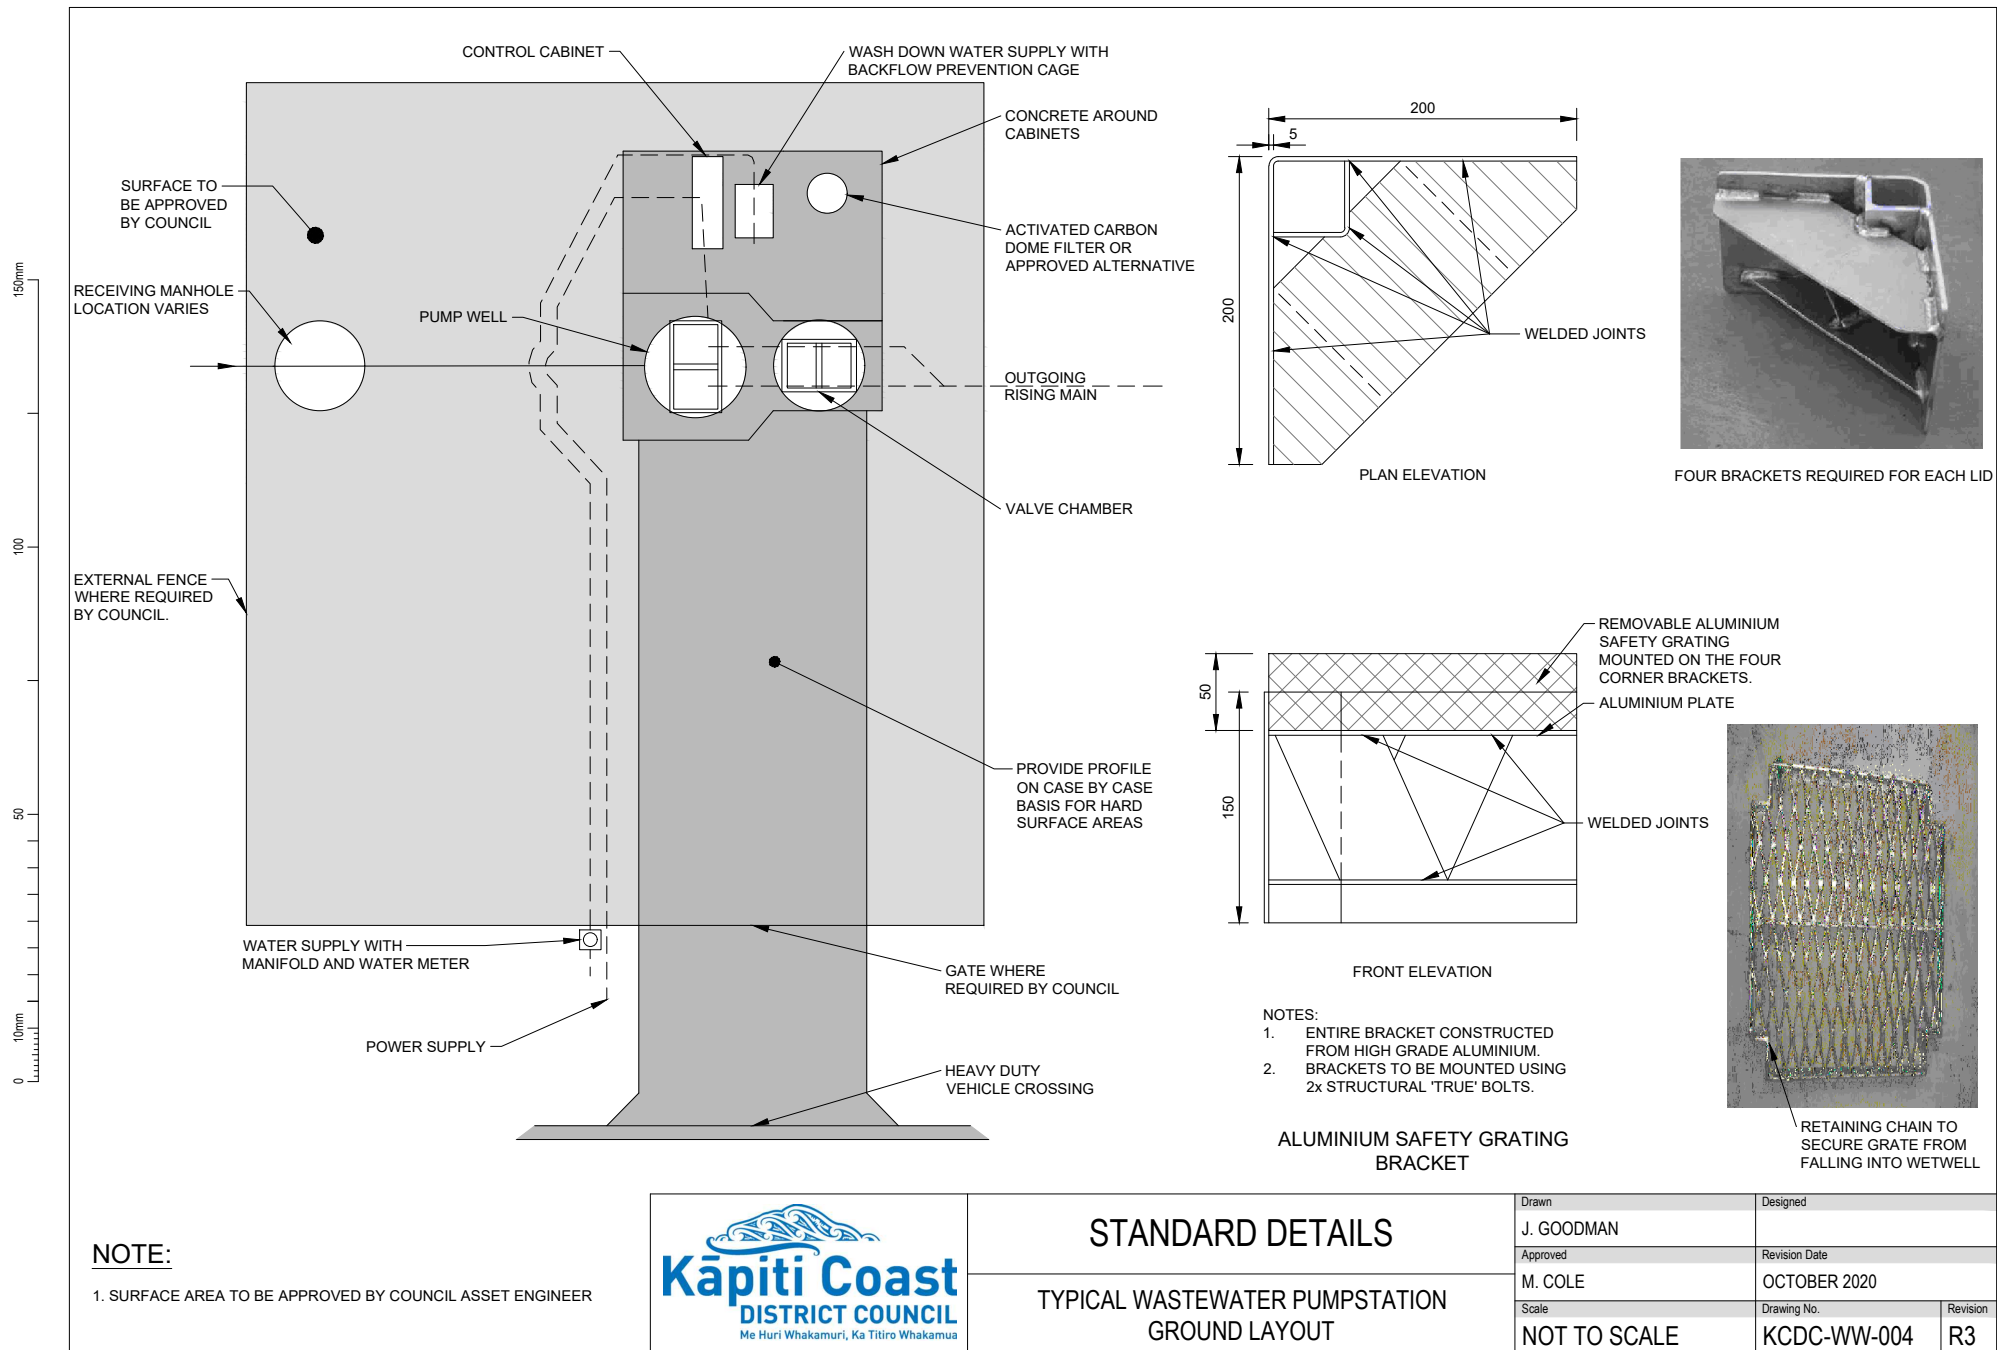 CONTROL CABINET
WASH DOWN WATER SUPPLY WITH
BACKFLOW PREVENTION CAGE
CONCRETE AROUND
CABINETS
SURFACE TO
BE APPROVED
BY COUNCIL
ACTIVATED CARBON
DOME FILTER OR
APPROVED ALTERNATIVE
RECEIVING MANHOLE
LOCATION VARIES
PUMP WELL
OUTGOING
RISING MAIN
VALVE CHAMBER
EXTERNAL FENCE
WHERE REQUIRED
BY COUNCIL.
PROVIDE PROFILE
ON CASE BY CASE
BASIS FOR HARD
SURFACE AREAS
WATER SUPPLY WITH
MANIFOLD AND WATER METER
GATE WHERE
REQUIRED BY COUNCIL
POWER SUPPLY
HEAVY DUTY
VEHICLE CROSSING
150mm
100
50
10mm
0
200
5
200
WELDED JOINTS
PLAN ELEVATION
FOUR BRACKETS REQUIRED FOR EACH LID
REMOVABLE ALUMINIUM
SAFETY GRATING
MOUNTED ON THE FOUR
CORNER BRACKETS.
ALUMINIUM PLATE
50
150
WELDED JOINTS
FRONT ELEVATION
NOTES:
1. ENTIRE BRACKET CONSTRUCTED
FROM HIGH GRADE ALUMINIUM.
2. BRACKETS TO BE MOUNTED USING
2x STRUCTURAL 'TRUE' BOLTS.
ALUMINIUM SAFETY GRATING
BRACKET
RETAINING CHAIN TO
SECURE GRATE FROM
FALLING INTO WETWELL
NOTE:
1. SURFACE AREA TO BE APPROVED BY COUNCIL ASSET ENGINEER
Kāpiti Coast
DISTRICT COUNCIL
Me Huri Whakamuri, Ka Titiro Whakamua
STANDARD DETAILS
TYPICAL WASTEWATER PUMPSTATION
GROUND LAYOUT
Drawn
J. GOODMAN
Designed
Approved
M. COLE
Revision Date
OCTOBER 2020
Scale
NOT TO SCALE
Drawing No.
KCDC-WW-004
Revision
R3